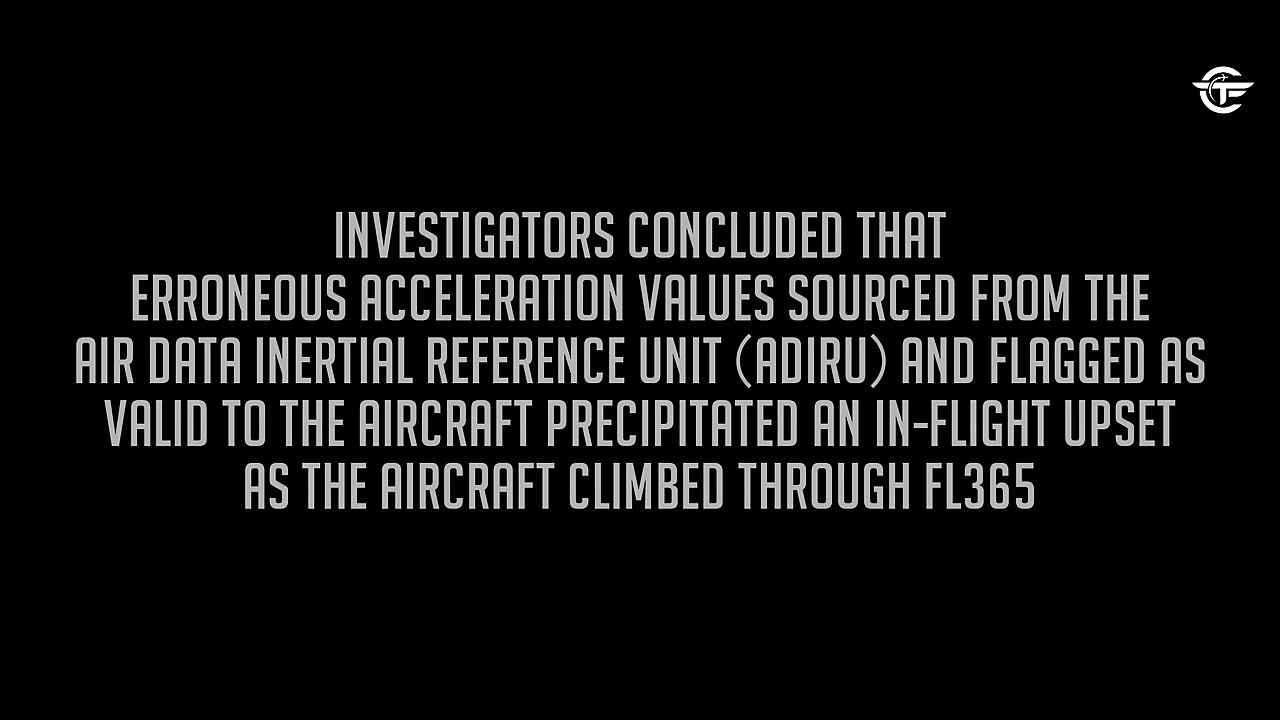 INVESTIGATORS CONCLUDED THAT
ERRONEOUS ACCELERATION VALUES SOURCED FROM THE
AIR DATA INERTIAL REFERENCE UNIT (ADIRU) AND FLAGGED AS
VALID TO THE AIRCRAFT PRECIPITATED AN IN-FLIGHT UPSET
AS THE AIRCRAFT CLIMBED THROUGH FL365